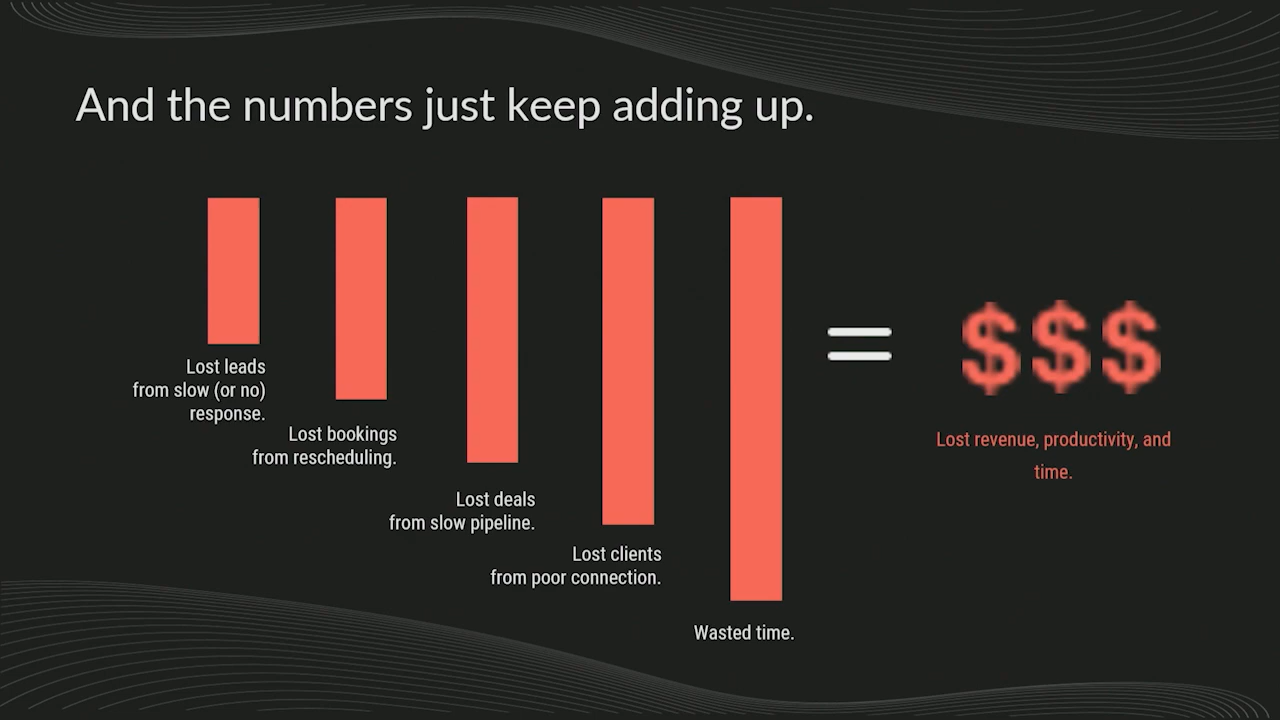 And the numbers just keep adding up.
Lost leads
from slow (or no)
response.
Lost bookings
from rescheduling.
Lost deals
from slow pipeline.
Lost clients
from poor connection.
Wasted time.
=
$$$
Lost revenue, productivity, and
time.